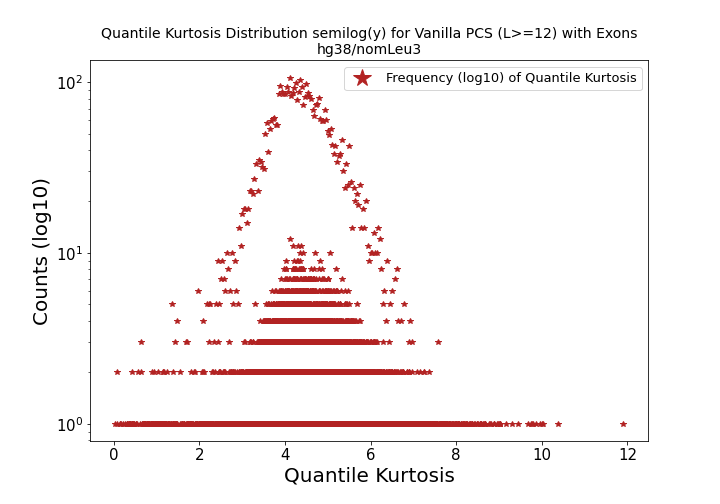 Quantile Kurtosis Distribution semilog(y) for Vanilla PCS (L>=12) with Exons
hg38/nomLeu3
Frequency (log10) of Quantile Kurtosis
Counts (log10)
10²
10¹
10⁰
0 2 4 6 8 10 12
Quantile Kurtosis